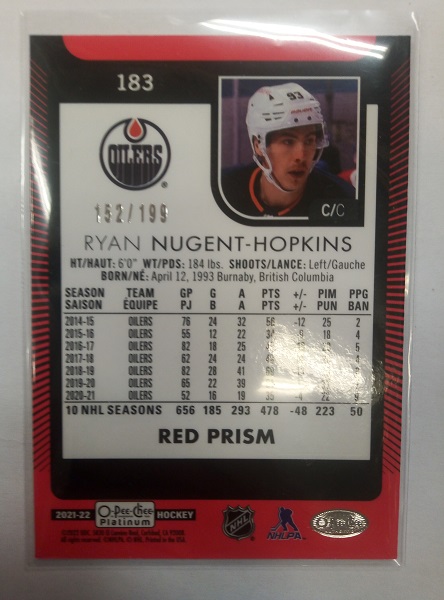 183
93
OILERS
152/199
C/C
RYAN NUGENT-HOPKINS
HT/HAUT: 6'0" WT/PDS: 184 lbs. SHOOTS/LANCE: Left/Gauche
BORN/NÉ: April 12, 1993 Burnaby, British Columbia
SEASON TEAM GP G A PTS +/- PIM PPG
SAISON ÉQUIPE PJ B A PTS +/- PUN BAN
2014-15 OILERS 76 24 32 56 -12 25 2
2015-16 OILERS 55 12 22 34 18 4
2016-17 OILERS 82 18 25 5
2017-18 OILERS 62 24 24
2018-19 OILERS 82 28 41
2019-20 OILERS 65 22 39
2020-21 OILERS 52 16 19
10 NHL SEASONS 656 185 293 478 -48 223 50
RED PRISM
2021-22 O-Pee-Chee Platinum HOCKEY
NHL
NHLPA